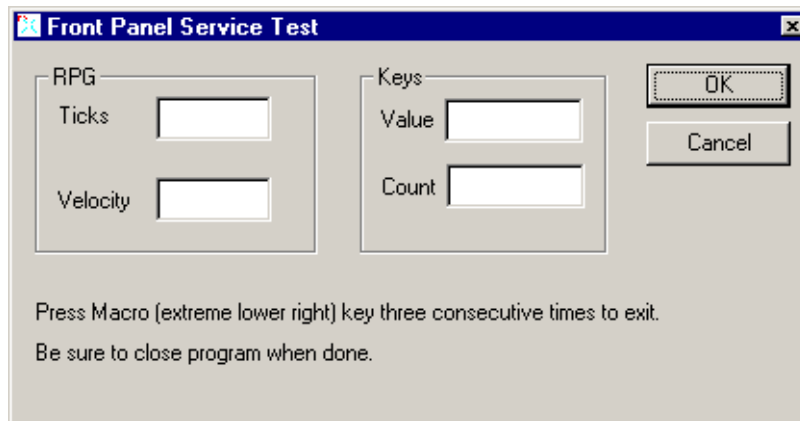 Front Panel Service Test
RPG
Ticks
Velocity
Keys
Value
Count
OK
Cancel
Press Macro (extreme lower right) key three consecutive times to exit.
Be sure to close program when done.